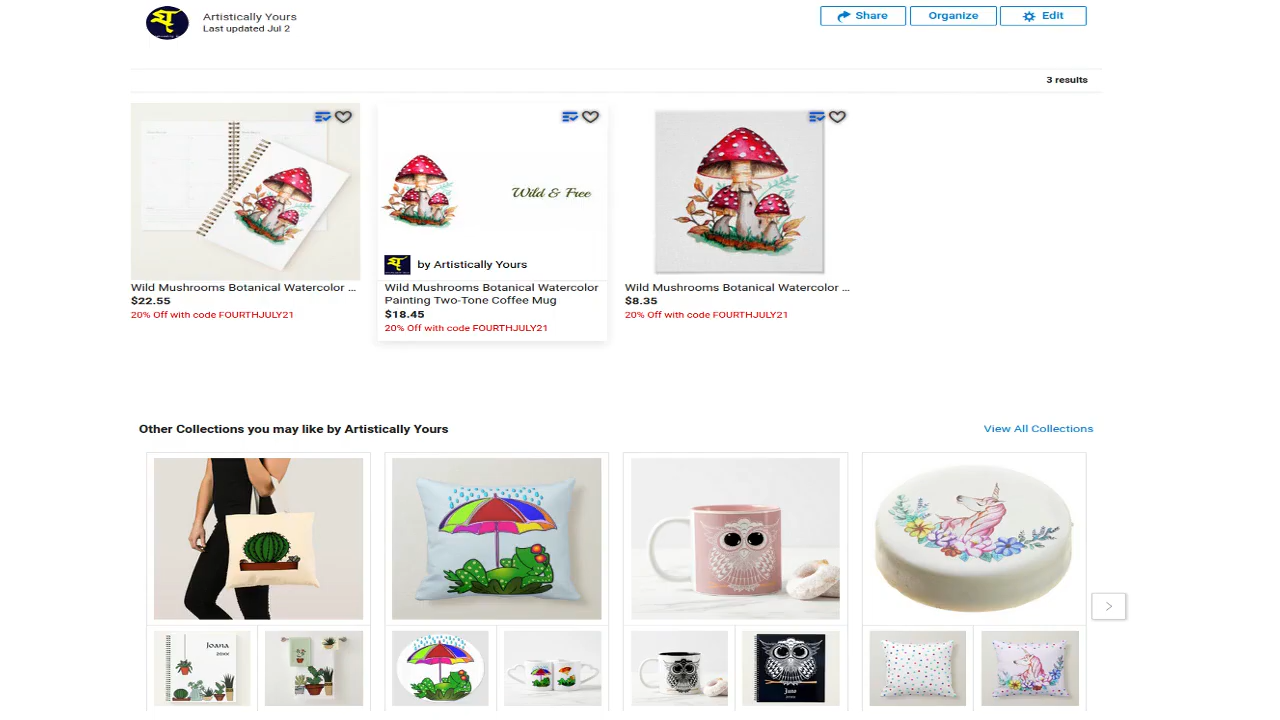 Artistically Yours
Last updated Jul 2
Share
Organize
Edit
3 results
Wild & Free
by Artistically Yours
Wild Mushrooms Botanical Watercolor ...
$22.55
20% Off with code FOURTHJULY21
Wild Mushrooms Botanical Watercolor
Painting Two-Tone Coffee Mug
$18.45
20% Off with code FOURTHJULY21
Wild Mushrooms Botanical Watercolor ...
$8.35
20% Off with code FOURTHJULY21
Other Collections you may like by Artistically Yours
View All Collections
Joana
Jane